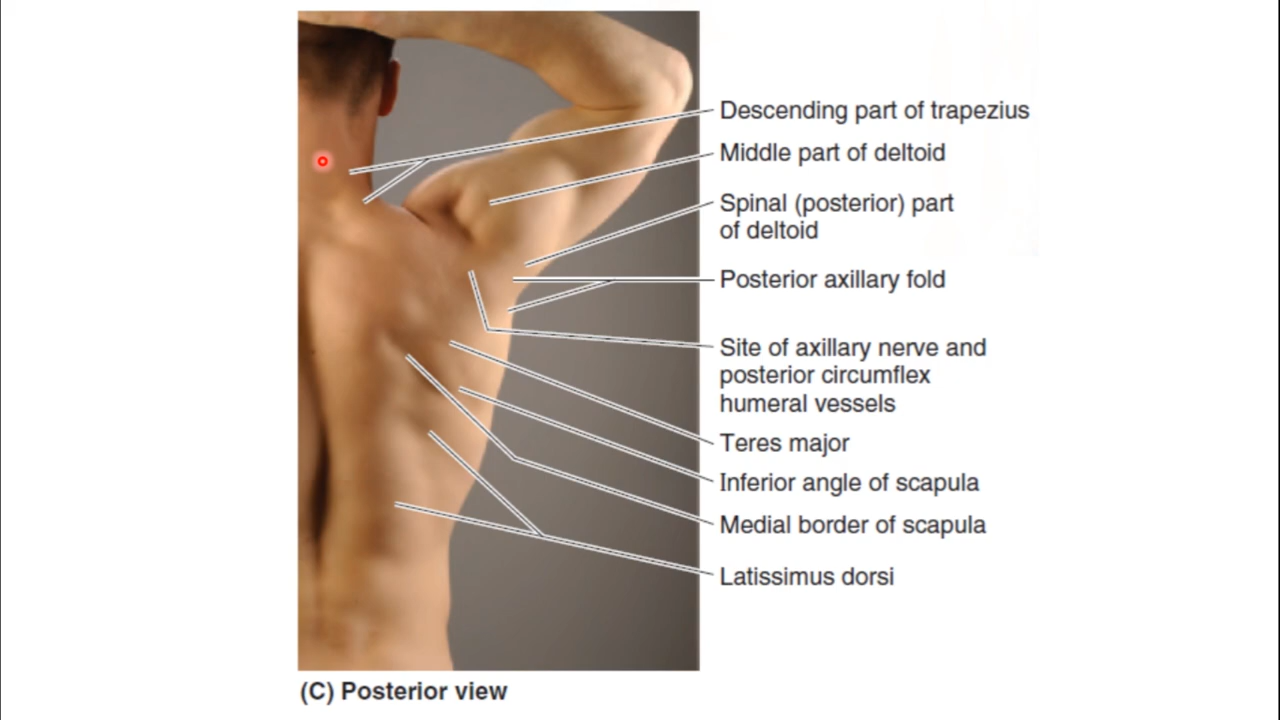 Descending part of trapezius
Middle part of deltoid
Spinal (posterior) part
of deltoid
Posterior axillary fold
Site of axillary nerve and
posterior circumflex
humeral vessels
Teres major
Inferior angle of scapula
Medial border of scapula
Latissimus dorsi
(C) Posterior view